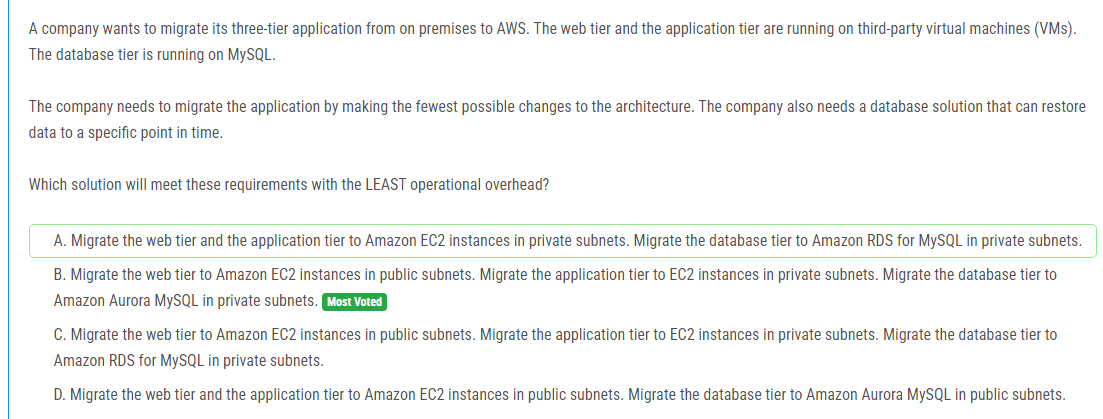 A company wants to migrate its three-tier application from on premises to AWS. The web tier and the application tier are running on third-party virtual machines (VMs).
The database tier is running on MySQL.
The company needs to migrate the application by making the fewest possible changes to the architecture. The company also needs a database solution that can restore
data to a specific point in time.
Which solution will meet these requirements with the LEAST operational overhead?
A. Migrate the web tier and the application tier to Amazon EC2 instances in private subnets. Migrate the database tier to Amazon RDS for MySQL in private subnets.
B. Migrate the web tier to Amazon EC2 instances in public subnets. Migrate the application tier to EC2 instances in private subnets. Migrate the database tier to
Amazon Aurora MySQL in private subnets. Most Voted
C. Migrate the web tier to Amazon EC2 instances in public subnets. Migrate the application tier to EC2 instances in private subnets. Migrate the database tier to
Amazon RDS for MySQL in private subnets.
D. Migrate the web tier and the application tier to Amazon EC2 instances in public subnets. Migrate the database tier to Amazon Aurora MySQL in public subnets.